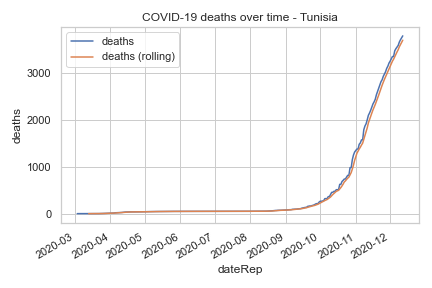 COVID-19 deaths over time - Tunisia
deaths
deaths (rolling)
deaths
3000
2000
1000
0
2020-03
2020-04
2020-05
2020-06
2020-07
2020-08
2020-09
2020-10
2020-11
2020-12
dateRep